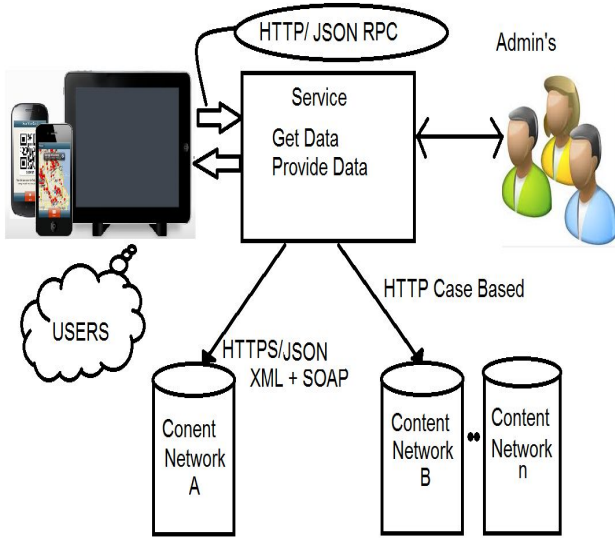 HTTP/ JSON RPC
Admin's
Service
Get Data
Provide Data
USERS
HTTP Case Based
HTTPS/JSON
XML + SOAP
Conent
Network
A
Content
Network
B
Content
Network
n